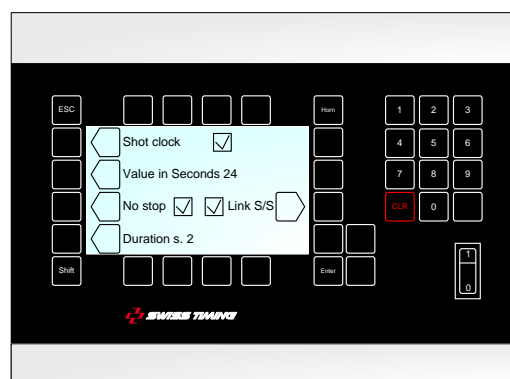 ESC
Horn
1 2 3
Shot clock
4 5 6
Value in Seconds 24
7 8 9
No stop Link S/S
CLR 0
Duration s. 2
Shift
Enter
1
0
SWISS TIMING